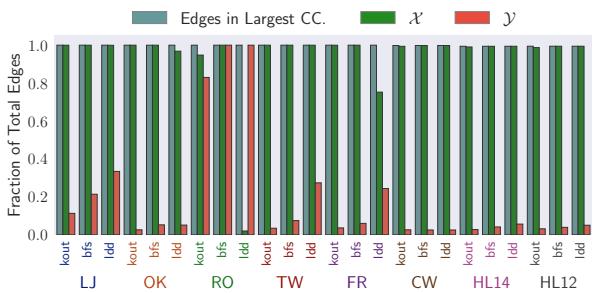 Edges in Largest CC. 𝒳 𝒴
Fraction of Total Edges
1.0
0.8
0.6
0.4
0.2
0.0
kout bfs ldd kout bfs ldd kout bfs ldd kout bfs ldd kout bfs ldd kout bfs ldd kout bfs ldd kout bfs ldd
LJ OK RO TW FR CW HL14 HL12